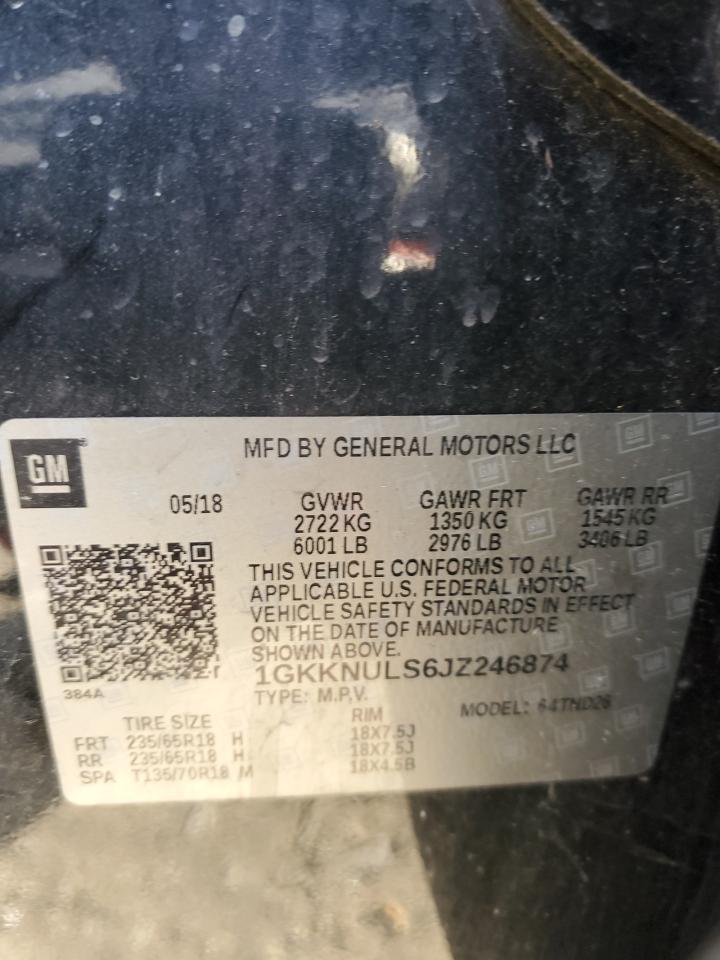 GM
MFD BY GENERAL MOTORS LLC
05/18 GVWR GAWR FRT GAWR RR
2722 KG 1350 KG 1545 KG
6001 LB 2976 LB 3406 LB
THIS VEHICLE CONFORMS TO ALL
APPLICABLE U.S. FEDERAL MOTOR
VEHICLE SAFETY STANDARDS IN EFFECT
ON THE DATE OF MANUFACTURE
SHOWN ABOVE.
1GKKNULS6JZ246874
384A
TYPE: M.P.V. MODEL: 64TND26
TIRE SIZE RIM
FRT 235/65R18 H 18X7.5J
RR 235/65R18 H 18X7.5J
SPA T135/70R18 M 18X4.5B